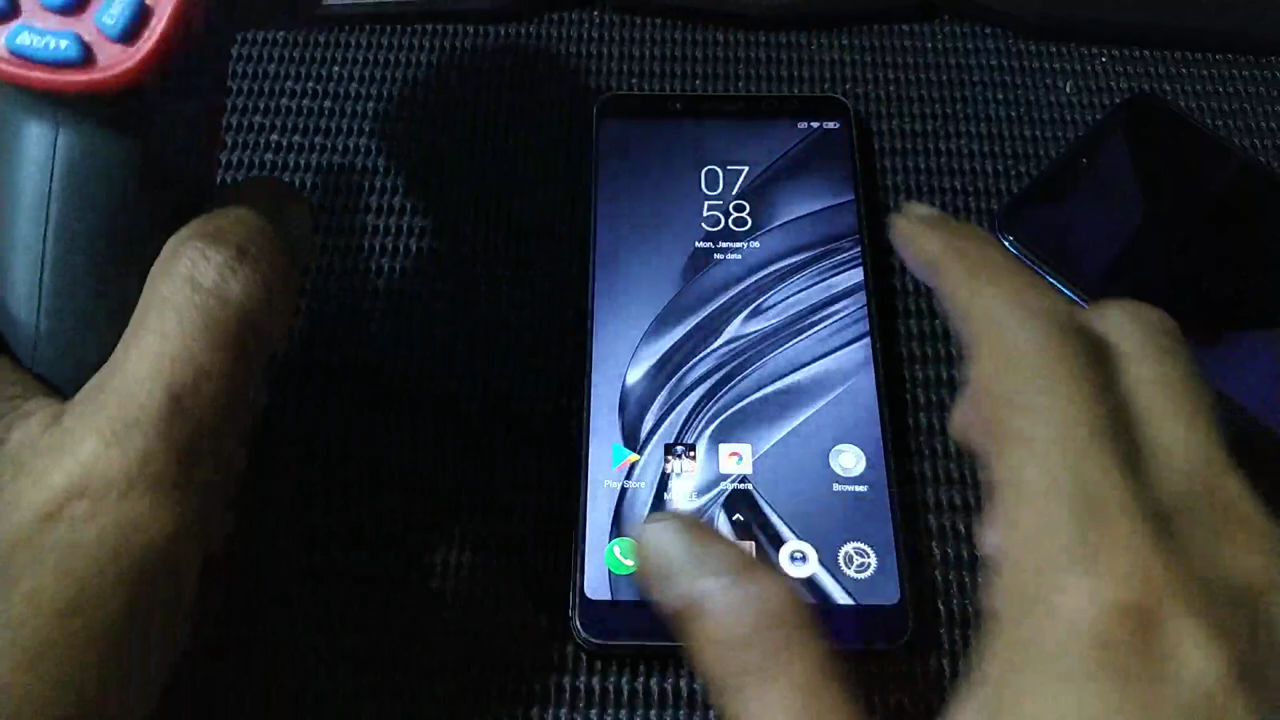 07
58
Mon, January 06
No data
Play Store
Camera
Browser